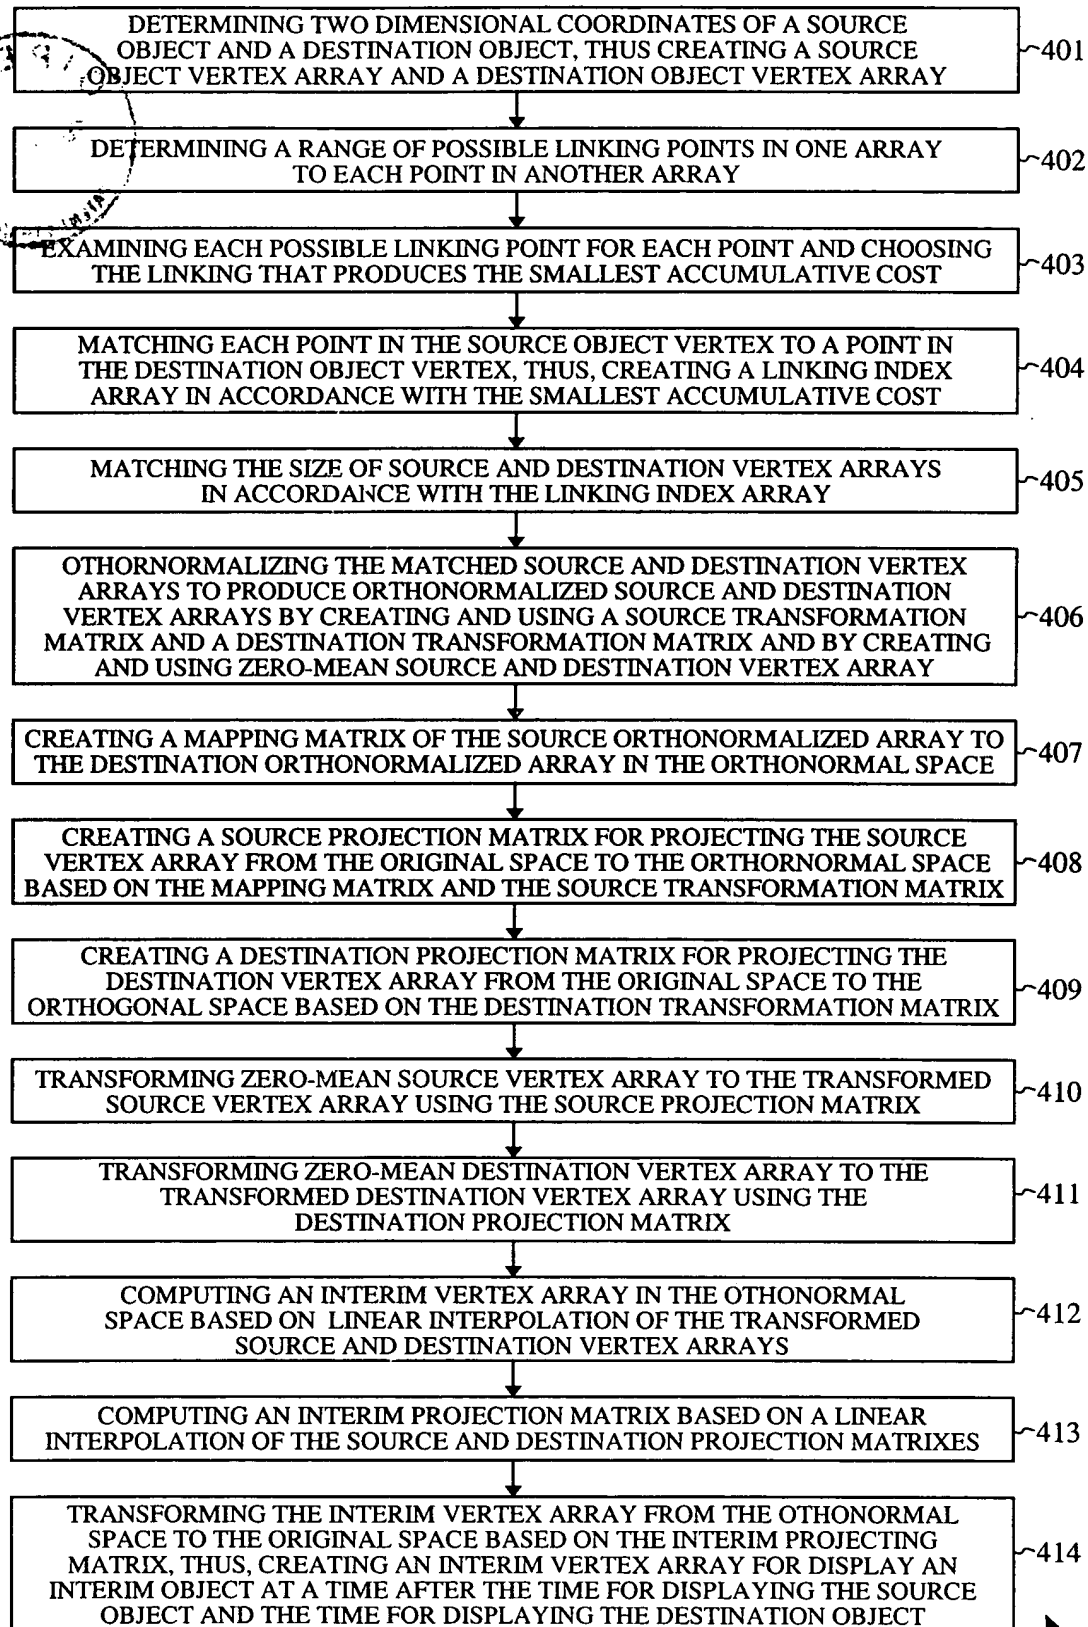 DETERMINING TWO DIMENSIONAL COORDINATES OF A SOURCE
OBJECT AND A DESTINATION OBJECT, THUS CREATING A SOURCE
OBJECT VERTEX ARRAY AND A DESTINATION OBJECT VERTEX ARRAY
401
DETERMINING A RANGE OF POSSIBLE LINKING POINTS IN ONE ARRAY
TO EACH POINT IN ANOTHER ARRAY
402
EXAMINING EACH POSSIBLE LINKING POINT FOR EACH POINT AND CHOOSING
THE LINKING THAT PRODUCES THE SMALLEST ACCUMULATIVE COST
403
MATCHING EACH POINT IN THE SOURCE OBJECT VERTEX TO A POINT IN
THE DESTINATION OBJECT VERTEX, THUS, CREATING A LINKING INDEX
ARRAY IN ACCORDANCE WITH THE SMALLEST ACCUMULATIVE COST
404
MATCHING THE SIZE OF SOURCE AND DESTINATION VERTEX ARRAYS
IN ACCORDANCE WITH THE LINKING INDEX ARRAY
405
OTHORNORMALIZING THE MATCHED SOURCE AND DESTINATION VERTEX
ARRAYS TO PRODUCE ORTHONORMALIZED SOURCE AND DESTINATION
VERTEX ARRAYS BY CREATING AND USING A SOURCE TRANSFORMATION
MATRIX AND A DESTINATION TRANSFORMATION MATRIX AND BY CREATING
AND USING ZERO-MEAN SOURCE AND DESTINATION VERTEX ARRAY
406
CREATING A MAPPING MATRIX OF THE SOURCE ORTHONORMALIZED ARRAY TO
THE DESTINATION ORTHONORMALIZED ARRAY IN THE ORTHONORMAL SPACE
407
CREATING A SOURCE PROJECTION MATRIX FOR PROJECTING THE SOURCE
VERTEX ARRAY FROM THE ORIGINAL SPACE TO THE ORTHORNORMAL SPACE
BASED ON THE MAPPING MATRIX AND THE SOURCE TRANSFORMATION MATRIX
408
CREATING A DESTINATION PROJECTION MATRIX FOR PROJECTING THE
DESTINATION VERTEX ARRAY FROM THE ORIGINAL SPACE TO THE
ORTHOGONAL SPACE BASED ON THE DESTINATION TRANSFORMATION MATRIX
409
TRANSFORMING ZERO-MEAN SOURCE VERTEX ARRAY TO THE TRANSFORMED
SOURCE VERTEX ARRAY USING THE SOURCE PROJECTION MATRIX
410
TRANSFORMING ZERO-MEAN DESTINATION VERTEX ARRAY TO THE
TRANSFORMED DESTINATION VERTEX ARRAY USING THE
DESTINATION PROJECTION MATRIX
411
COMPUTING AN INTERIM VERTEX ARRAY IN THE OTHONORMAL
SPACE BASED ON LINEAR INTERPOLATION OF THE TRANSFORMED
SOURCE AND DESTINATION VERTEX ARRAYS
412
COMPUTING AN INTERIM PROJECTION MATRIX BASED ON A LINEAR
INTERPOLATION OF THE SOURCE AND DESTINATION PROJECTION MATRIXES
413
TRANSFORMING THE INTERIM VERTEX ARRAY FROM THE OTHONORMAL
SPACE TO THE ORIGINAL SPACE BASED ON THE INTERIM PROJECTING
MATRIX, THUS, CREATING AN INTERIM VERTEX ARRAY FOR DISPLAY AN
INTERIM OBJECT AT A TIME AFTER THE TIME FOR DISPLAYING THE SOURCE
OBJECT AND THE TIME FOR DISPLAYING THE DESTINATION OBJECT
414